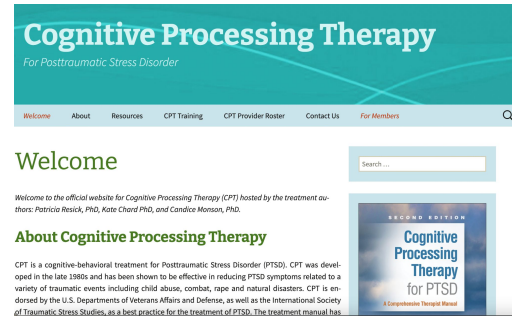 Cognitive Processing Therapy
For Posttraumatic Stress Disorder
Welcome About Resources CPT Training CPT Provider Roster Contact Us For Members
Welcome
Search ...
Welcome to the official website for Cognitive Processing Therapy (CPT) hosted by the treatment au-
thors: Patricia Resick, PhD, Kate Chard PhD, and Candice Monson, PhD.
About Cognitive Processing Therapy
CPT is a cognitive-behavioral treatment for Posttraumatic Stress Disorder (PTSD). CPT was devel-
oped in the late 1980s and has been shown to be effective in reducing PTSD symptoms related to a
variety of traumatic events including child abuse, combat, rape and natural disasters. CPT is en-
dorsed by the U.S. Departments of Veterans Affairs and Defense, as well as the International Society
of Traumatic Stress Studies, as a best practice for the treatment of PTSD. The treatment manual has
SECOND EDITION
Cognitive
Processing
Therapy
for PTSD
A Comprehensive Therapist Manual